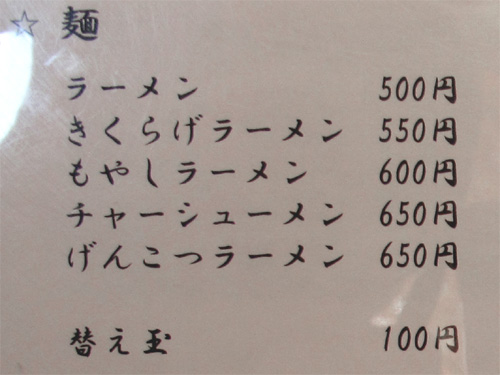 ☆ 麺
ラーメン 500円
きくらげラーメン 550円
もやしラーメン 600円
チャーシューメン 650円
げんこつラーメン 650円
替え玉 100円